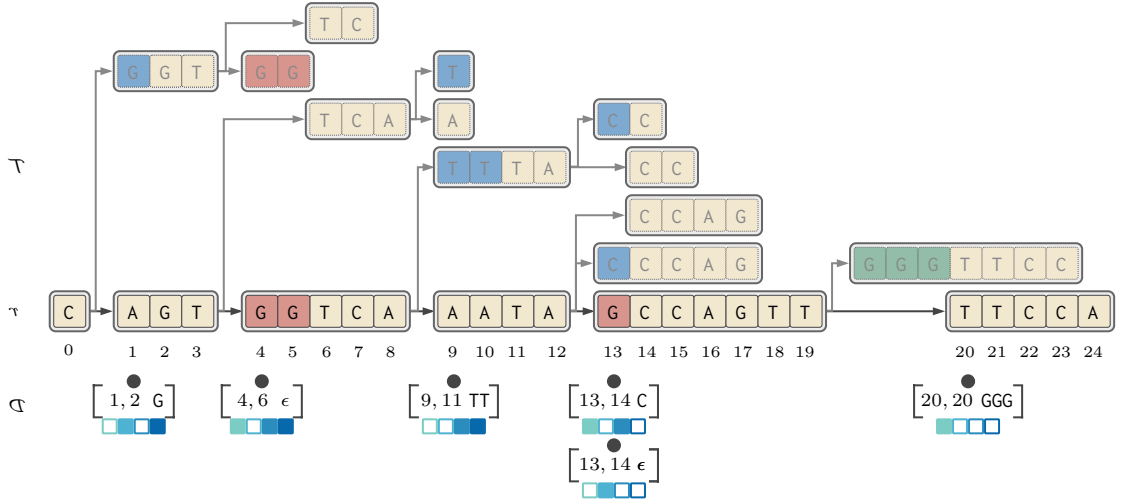 T C
G G T G G T
T C A A
C C
T T T A C C
C C A G
C C C A G
G G G T T C C
C A G T G G T C A A A T A G C C A G T T T T C C A
0 1 2 3 4 5 6 7 8 9 10 11 12 13 14 15 16 17 18 19 20 21 22 23 24
[1, 2 G] [4, 6 ϵ] [9, 11 TT] [13, 14 C] [20, 20 GGG]
[13, 14 ϵ]
T
r
D